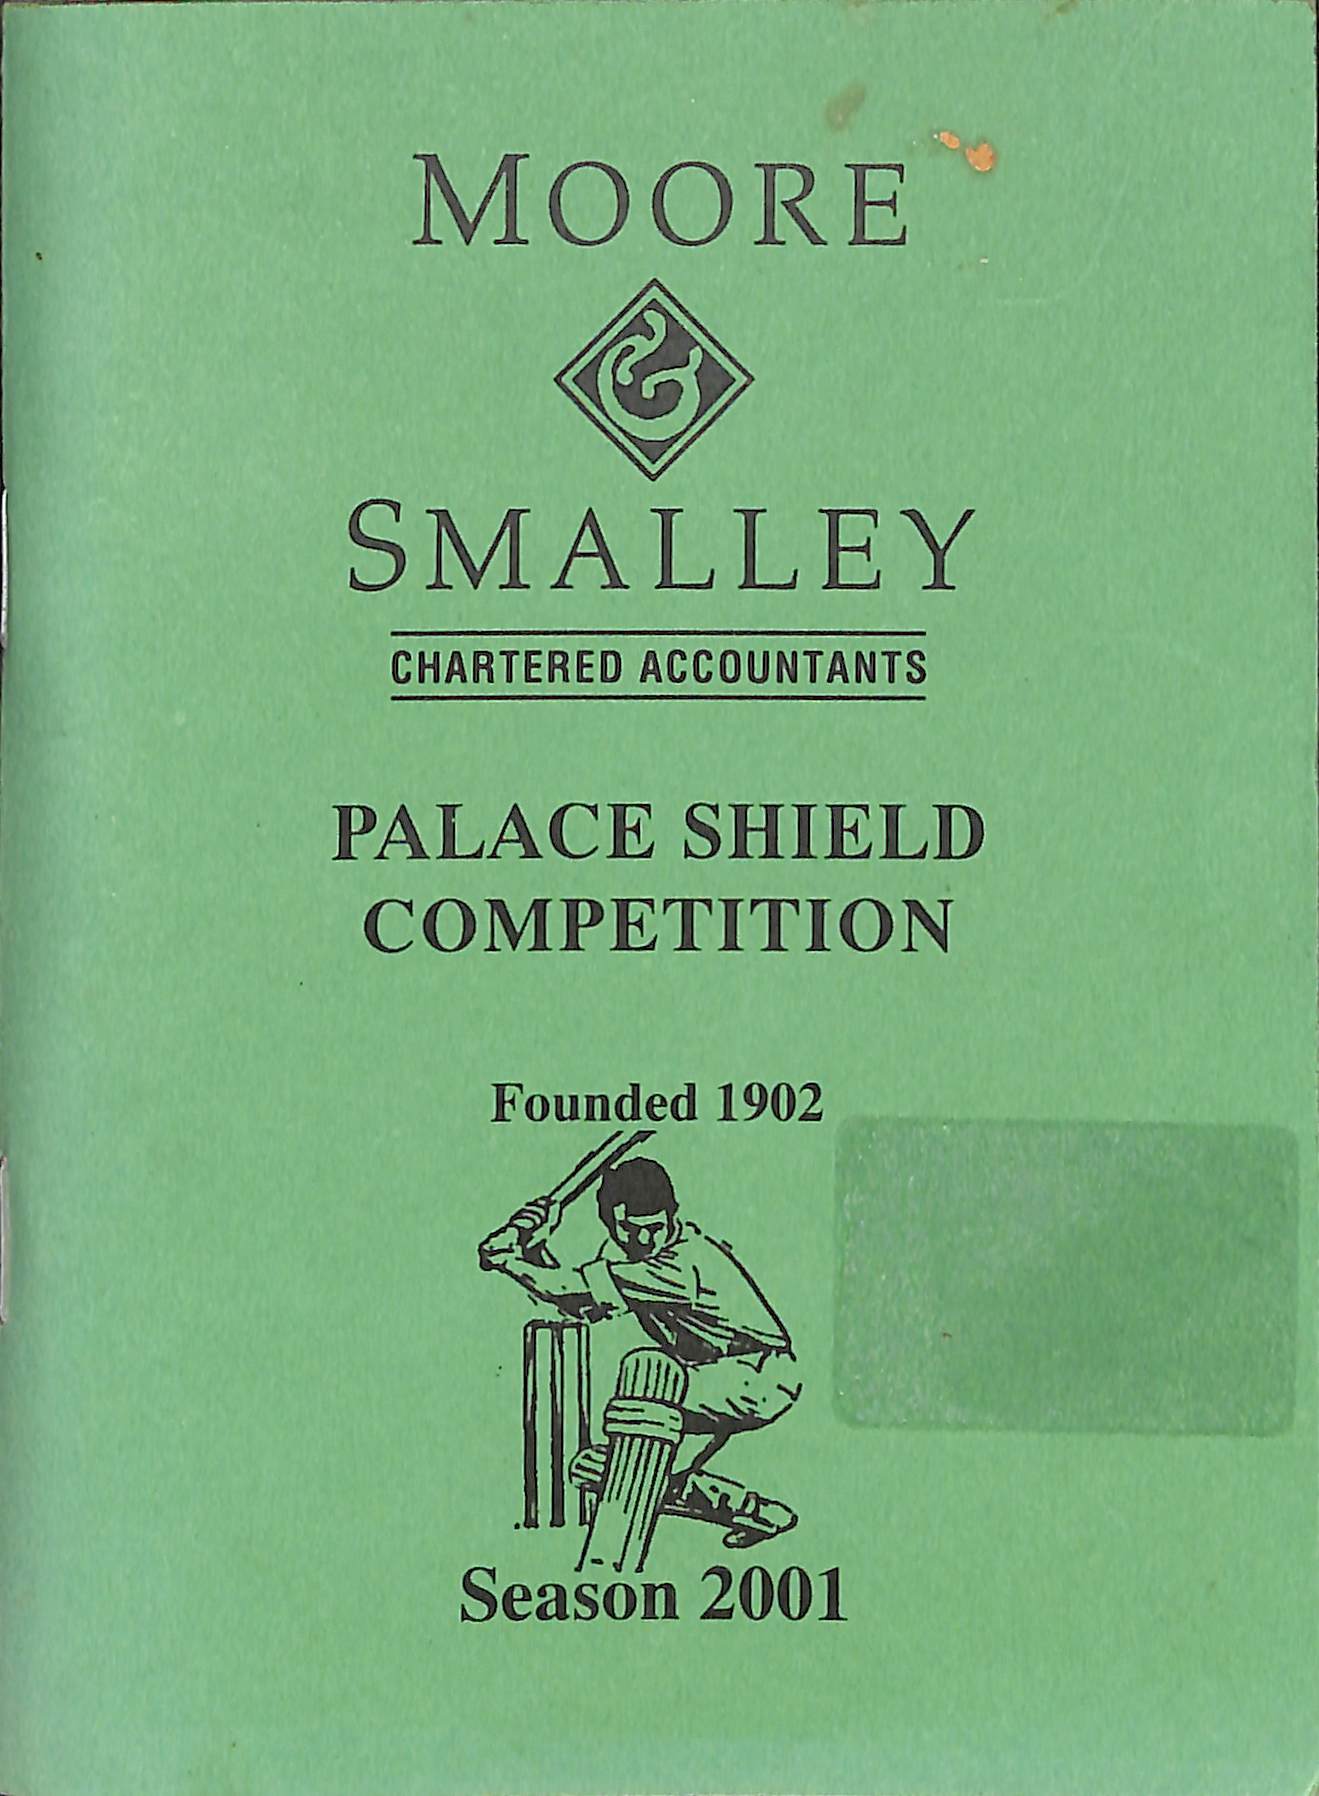 MOORE
&
SMALLEY
CHARTERED ACCOUNTANTS
PALACE SHIELD
COMPETITION
Founded 1902
Season 2001